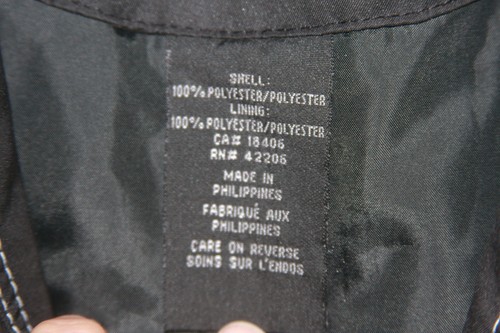 SHELL:
100% POLYESTER/POLYESTER
LINING:
100% POLYESTER/POLYESTER
CA# 18406
RN# 42206
MADE IN
PHILIPPINES
FABRIQUÉ AUX
PHILIPPINES
CARE ON REVERSE
SOINS SUR L'ENDOS